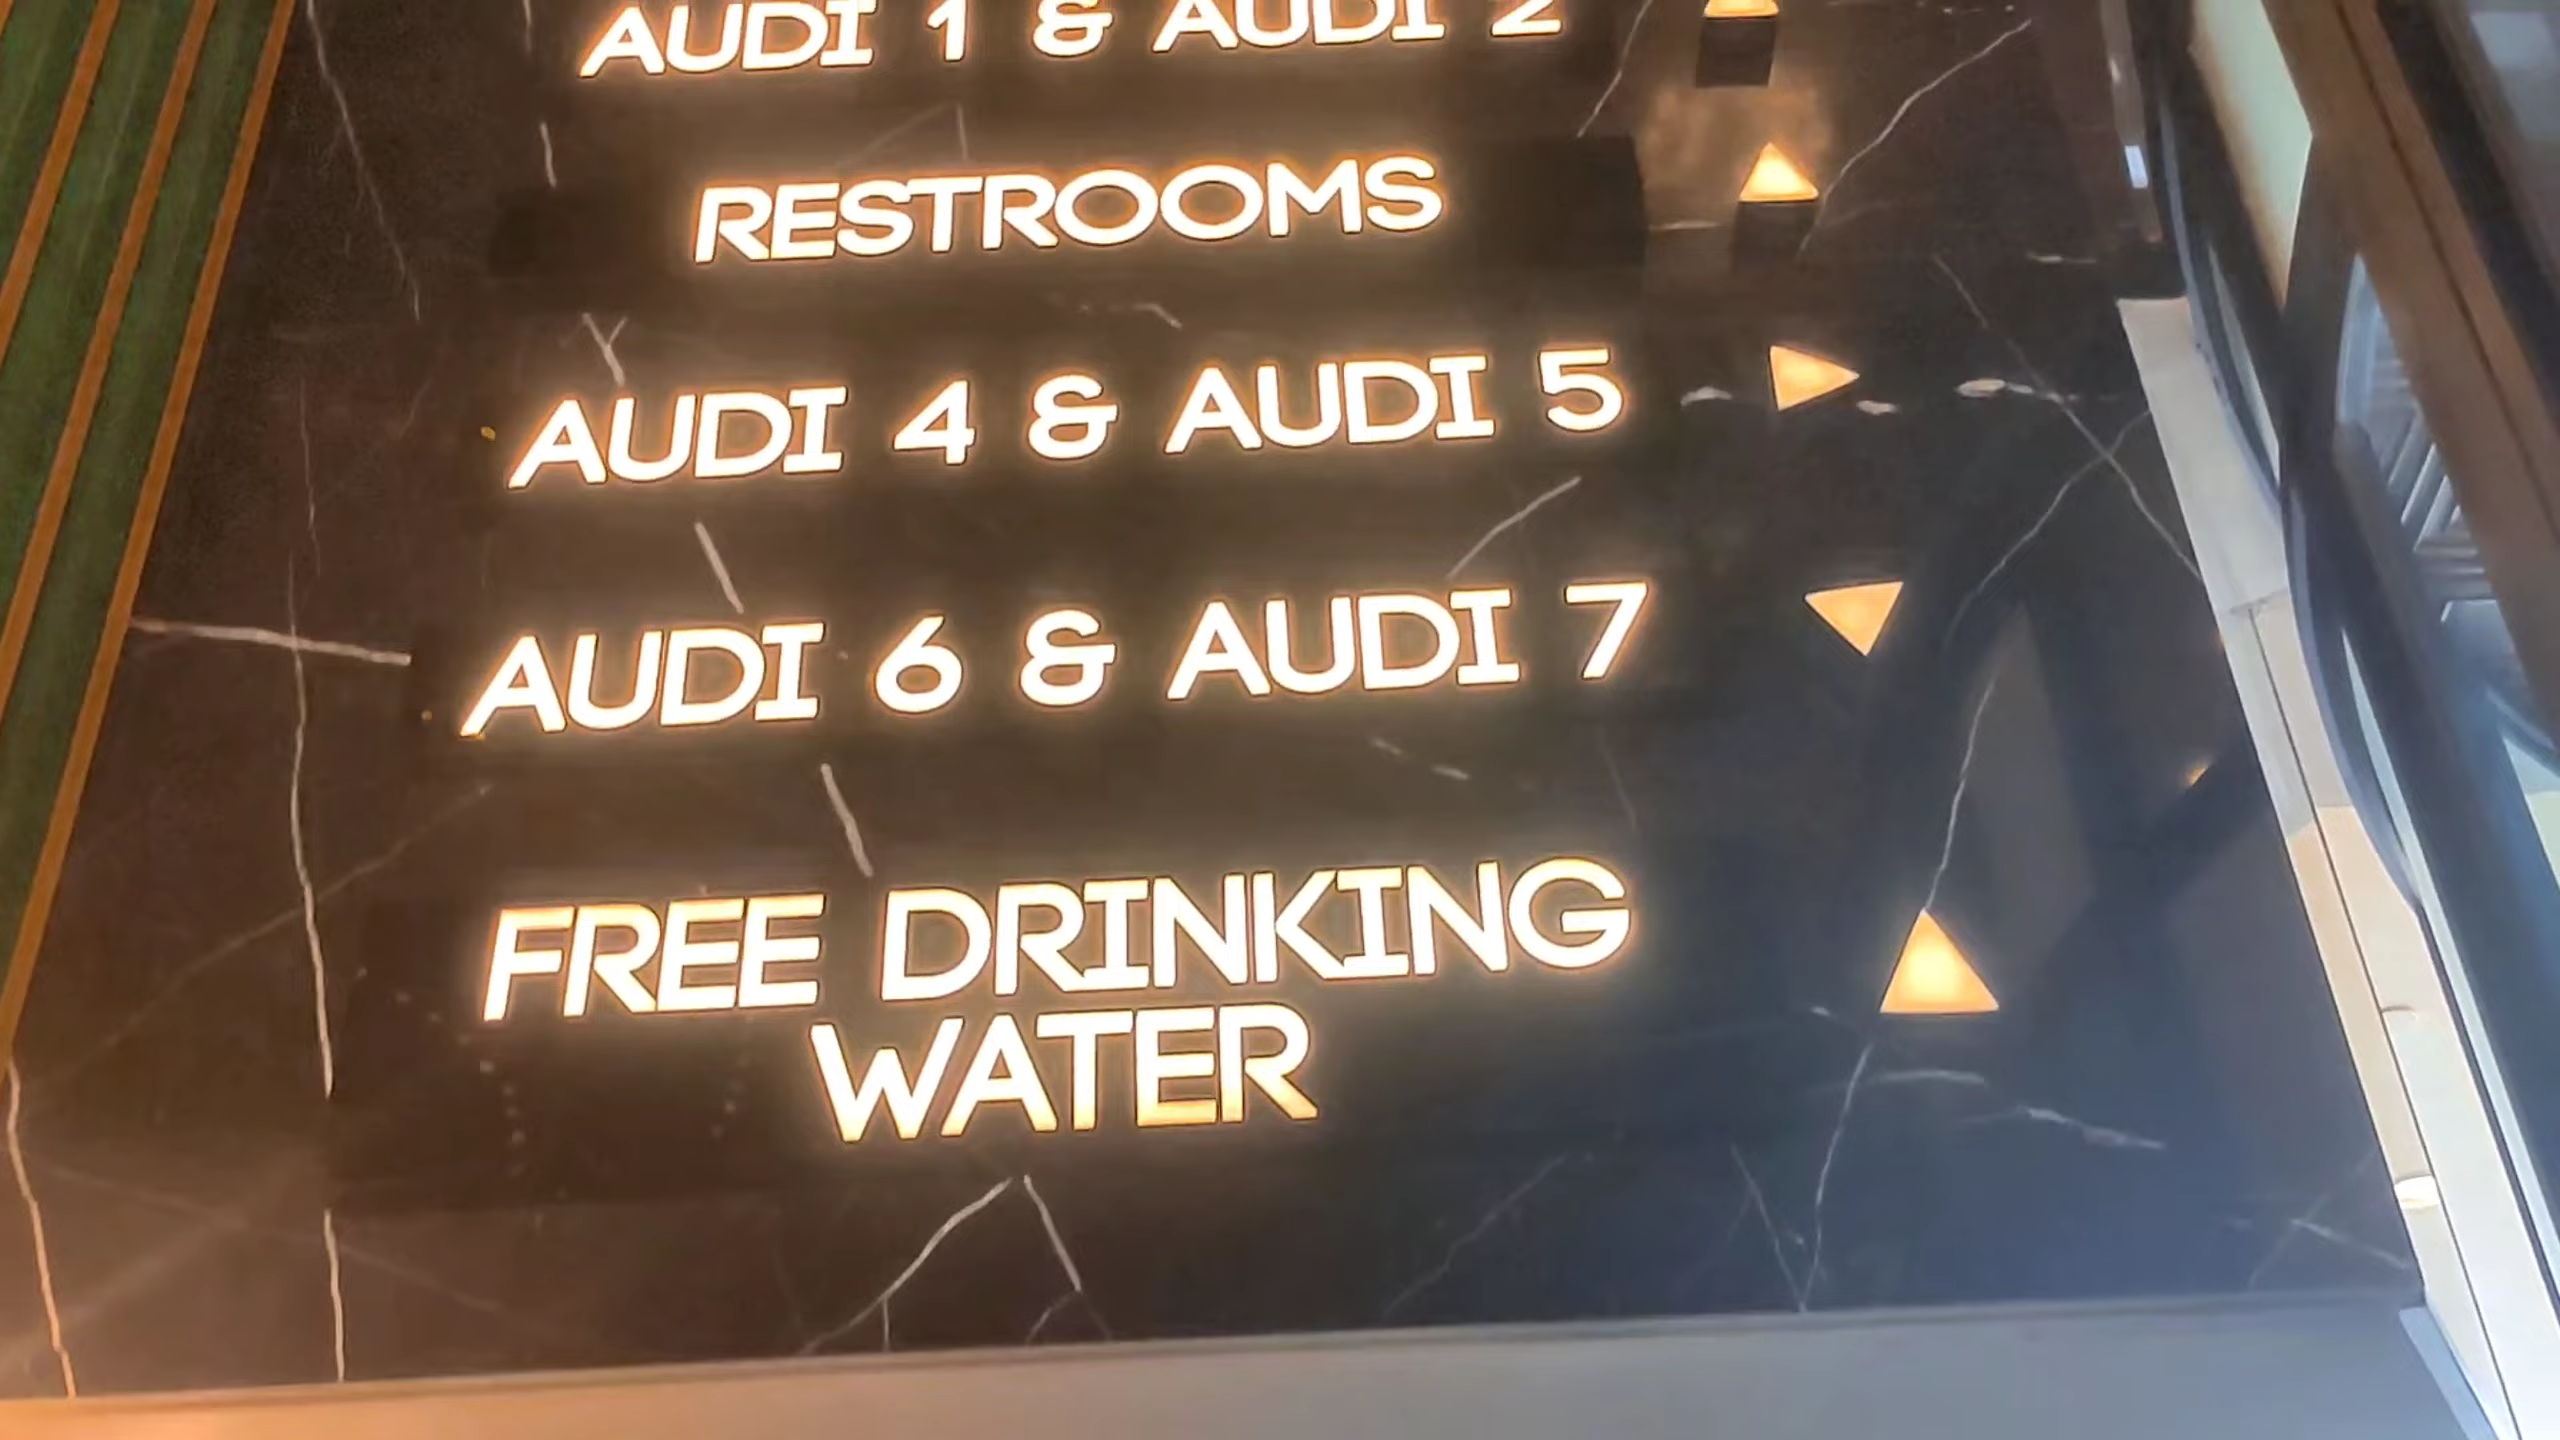 AUDI 1 & AUDI 2
RESTROOMS
AUDI 4 & AUDI 5
AUDI 6 & AUDI 7
FREE DRINKING
WATER